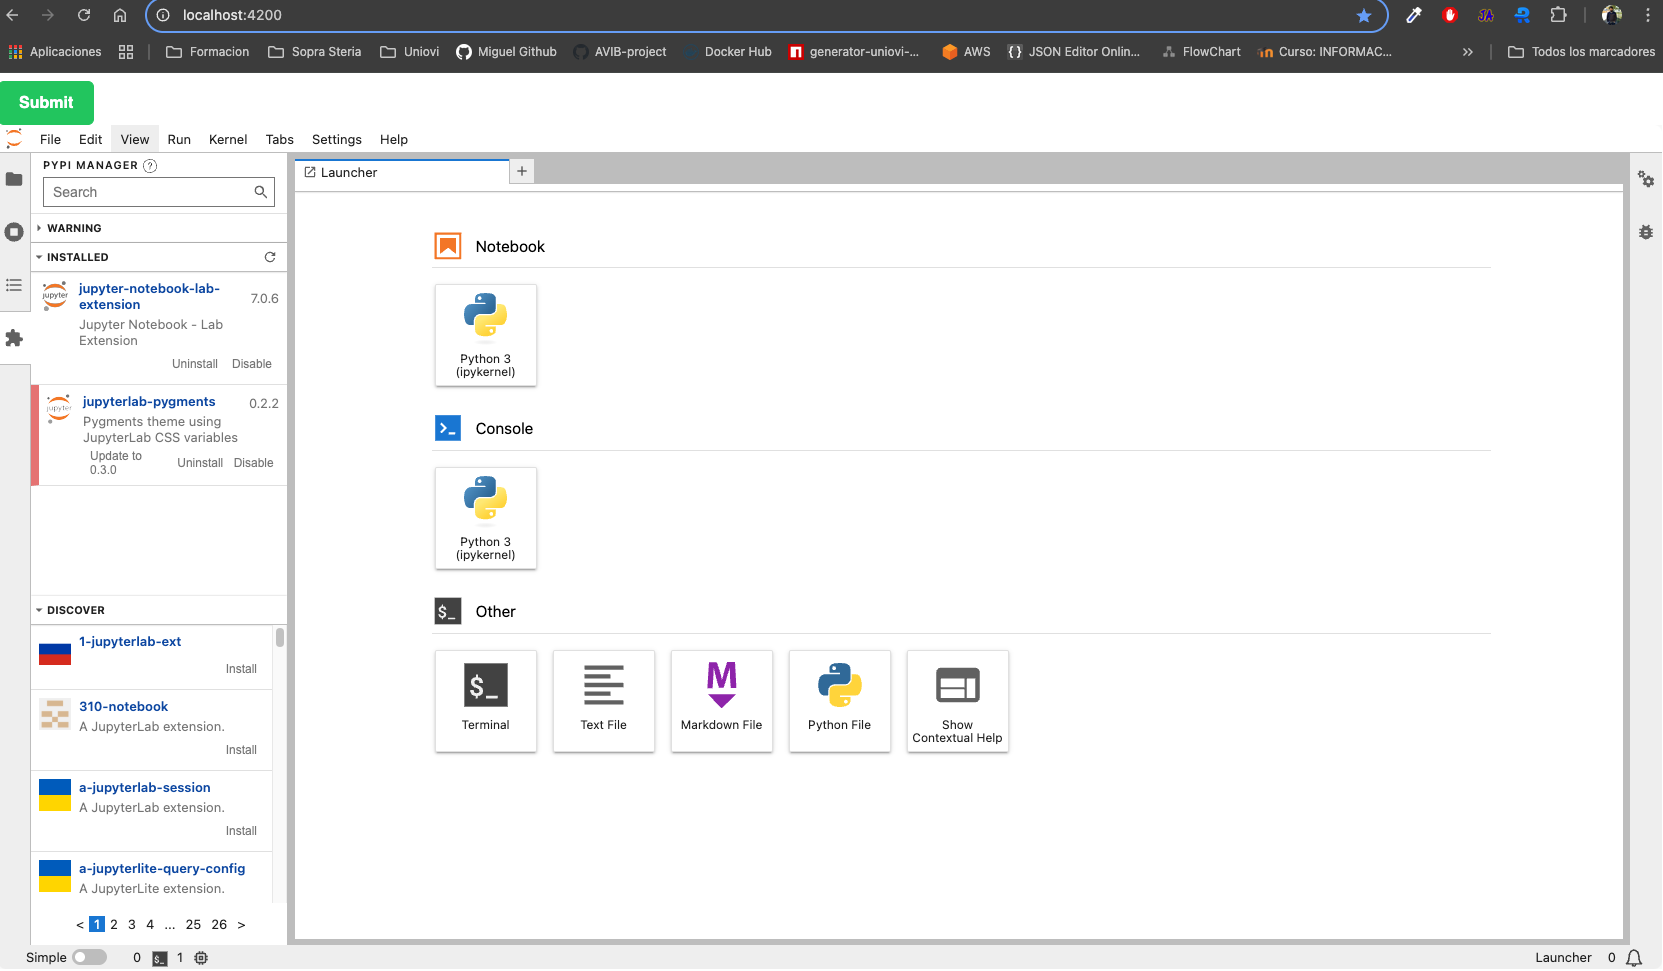 localhost:4200
Aplicaciones Formacion Sopra Steria Uniovi Miguel Github AVIB-project Docker Hub generator-uniovi-... AWS JSON Editor Onlin... FlowChart Curso: INFORMAC... » Todos los marcadores
Submit
File Edit View Run Kernel Tabs Settings Help
PYPI MANAGER ?
Search
WARNING
INSTALLED
jupyter-notebook-lab-extension 7.0.6
Jupyter Notebook - Lab
Extension
Uninstall Disable
jupyterlab-pygments 0.2.2
Pygments theme using
JupyterLab CSS variables
Update to
0.3.0
Uninstall Disable
DISCOVER
1-jupyterlab-ext
Install
310-notebook
A JupyterLab extension.
Install
a-jupyterlab-session
A JupyterLab extension.
Install
a-jupyterlite-query-config
A JupyterLite extension.
< 1 2 3 4 ... 25 26 >
Launcher +
Notebook
Python 3
(ipykernel)
Console
Python 3
(ipykernel)
$_ Other
$_
Terminal
Text File
M
Markdown File
Python File
Show
Contextual Help
Simple 0 $_ 1
Launcher 0